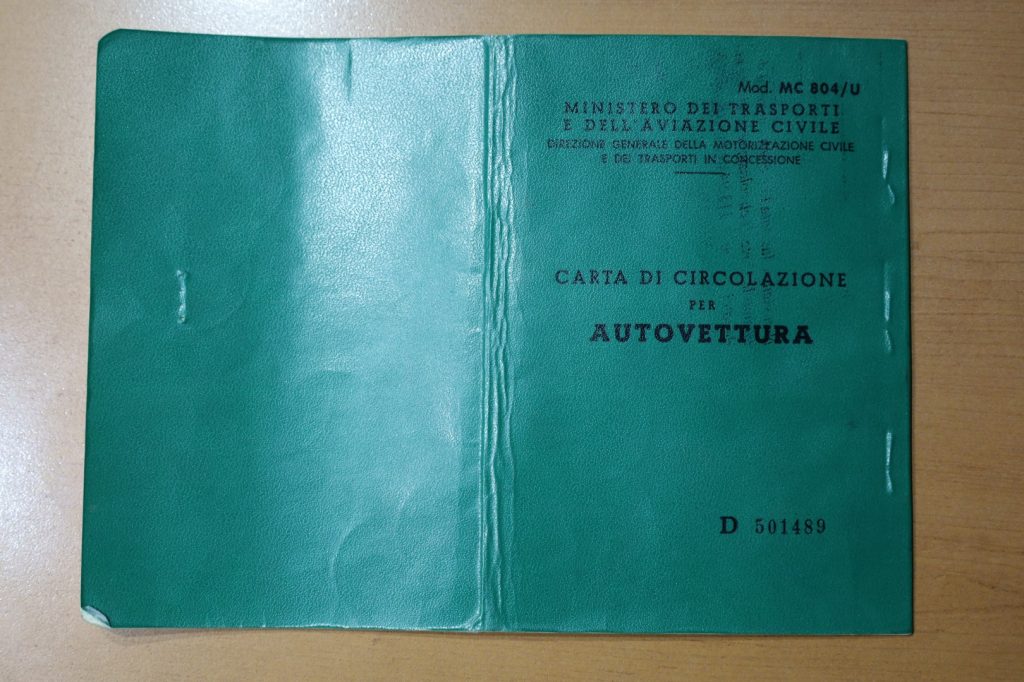 Mod. MC 804/U
MINISTERO DEI TRASPORTI
E DELL'AVIAZIONE CIVILE
DIREZIONE GENERALE DELLA MOTORIZZAZIONE CIVILE
E DEI TRASPORTI IN CONCESSIONE
CARTA DI CIRCOLAZIONE
PER
AUTOVETTURA
D 501489